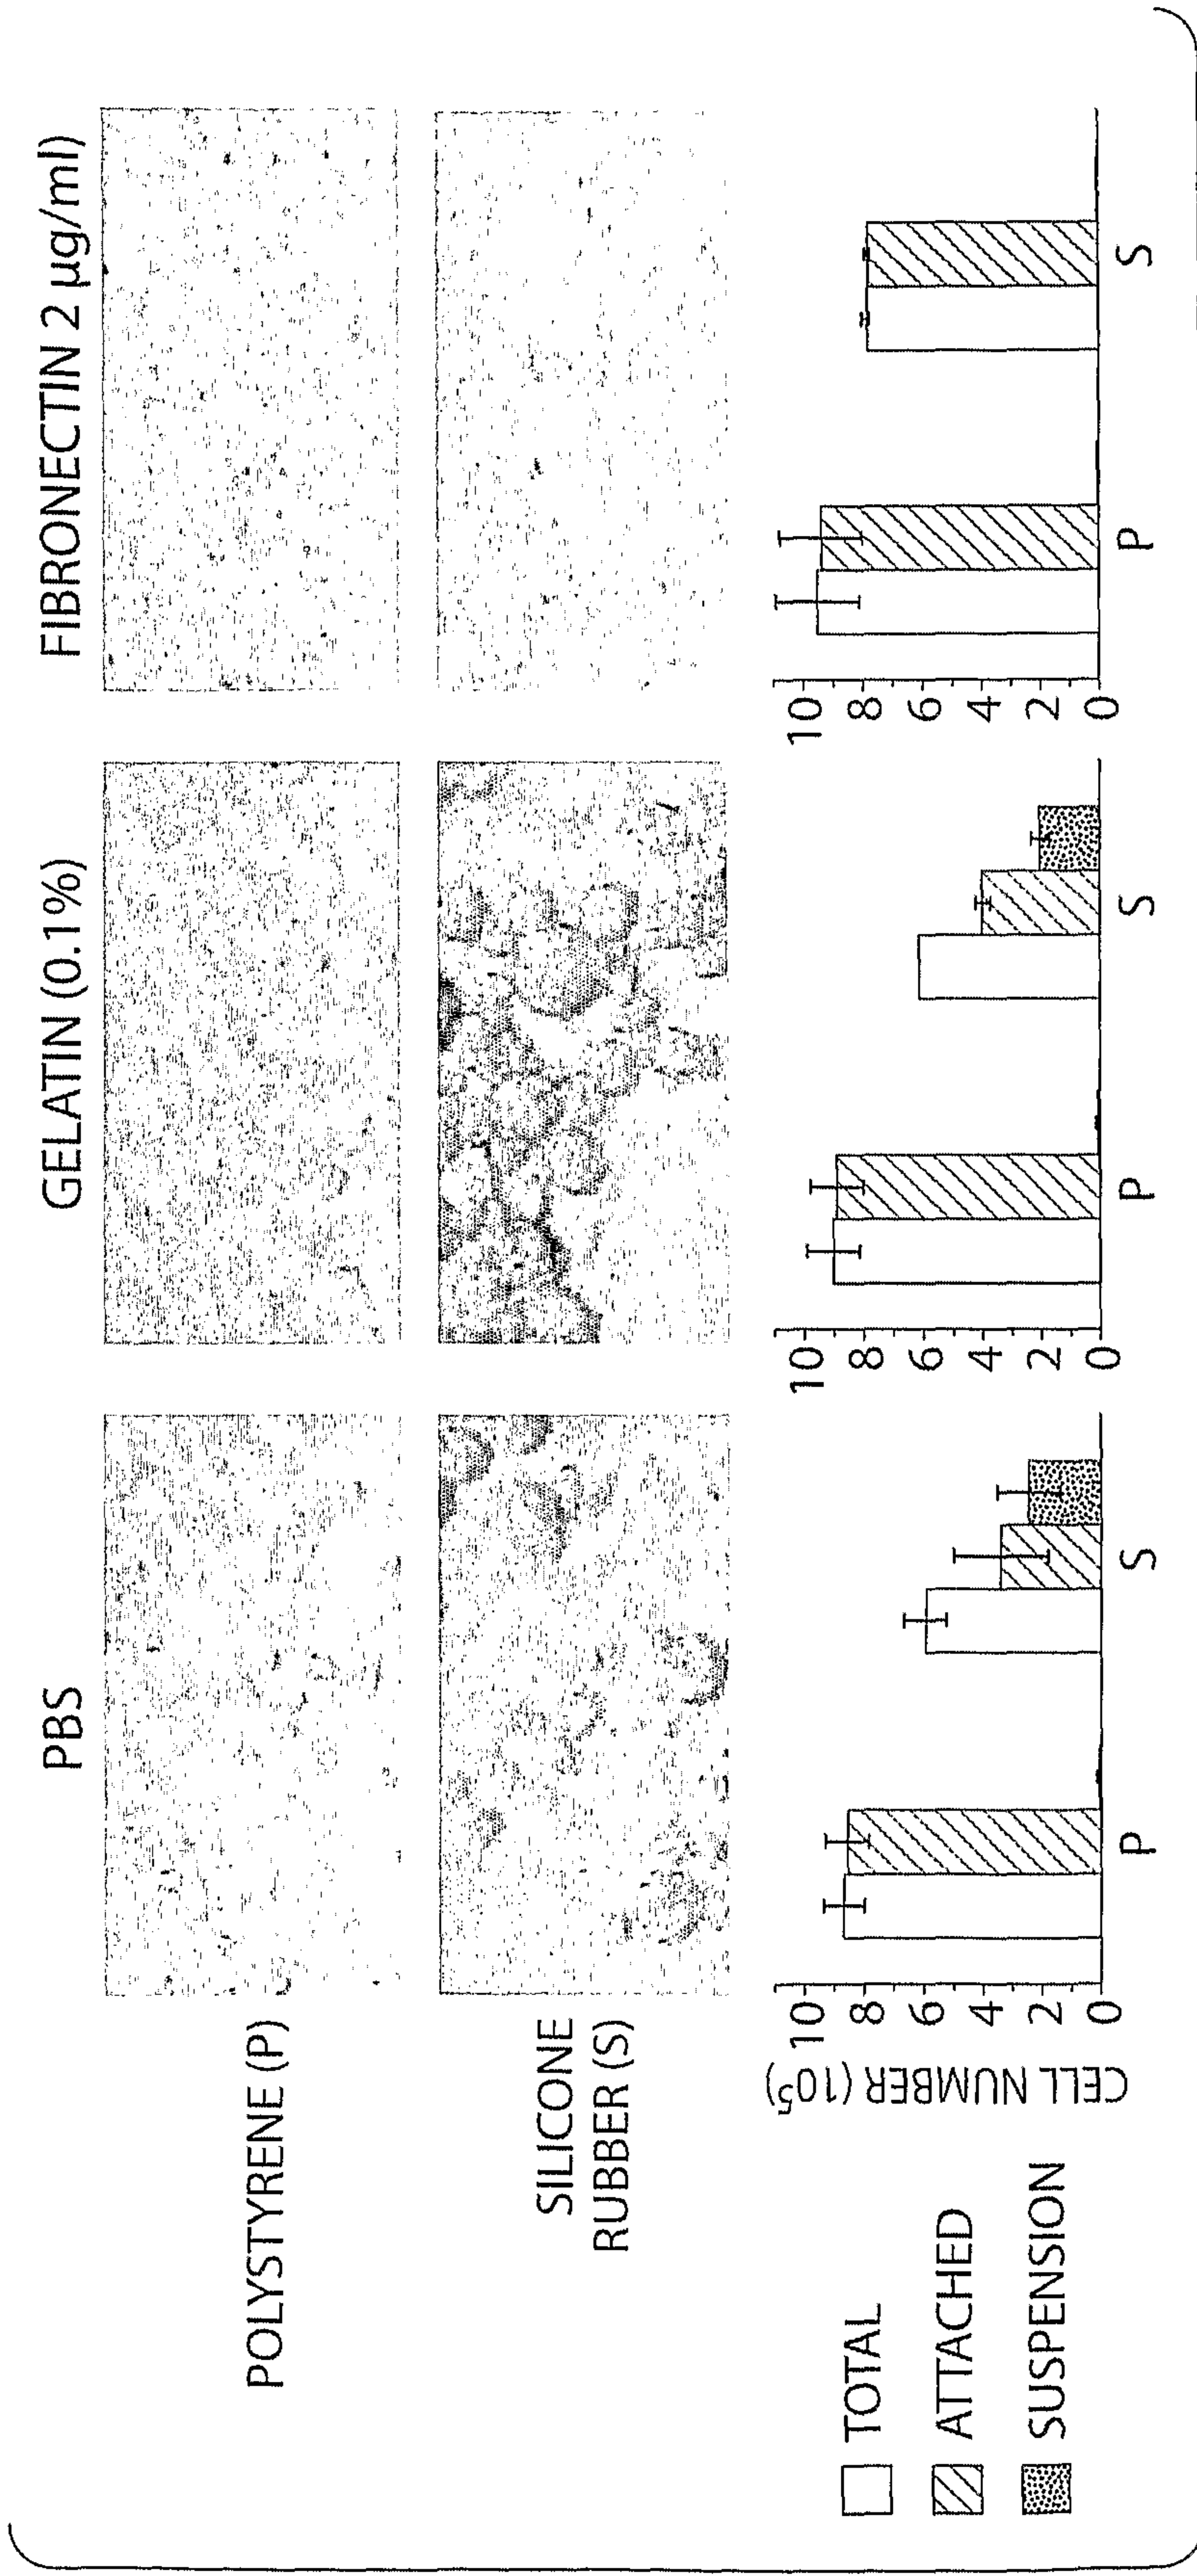 PBS
GELATIN (0.1%)
FIBRONECTIN 2 µg/ml
POLYSTYRENE (P)
SILICONE
RUBBER (S)
TOTAL
ATTACHED
SUSPENSION
CELL NUMBER (10⁵)
10
8
6
4
2
0
P
S
10
8
6
4
2
0
P
S
10
8
6
4
2
0
P
S